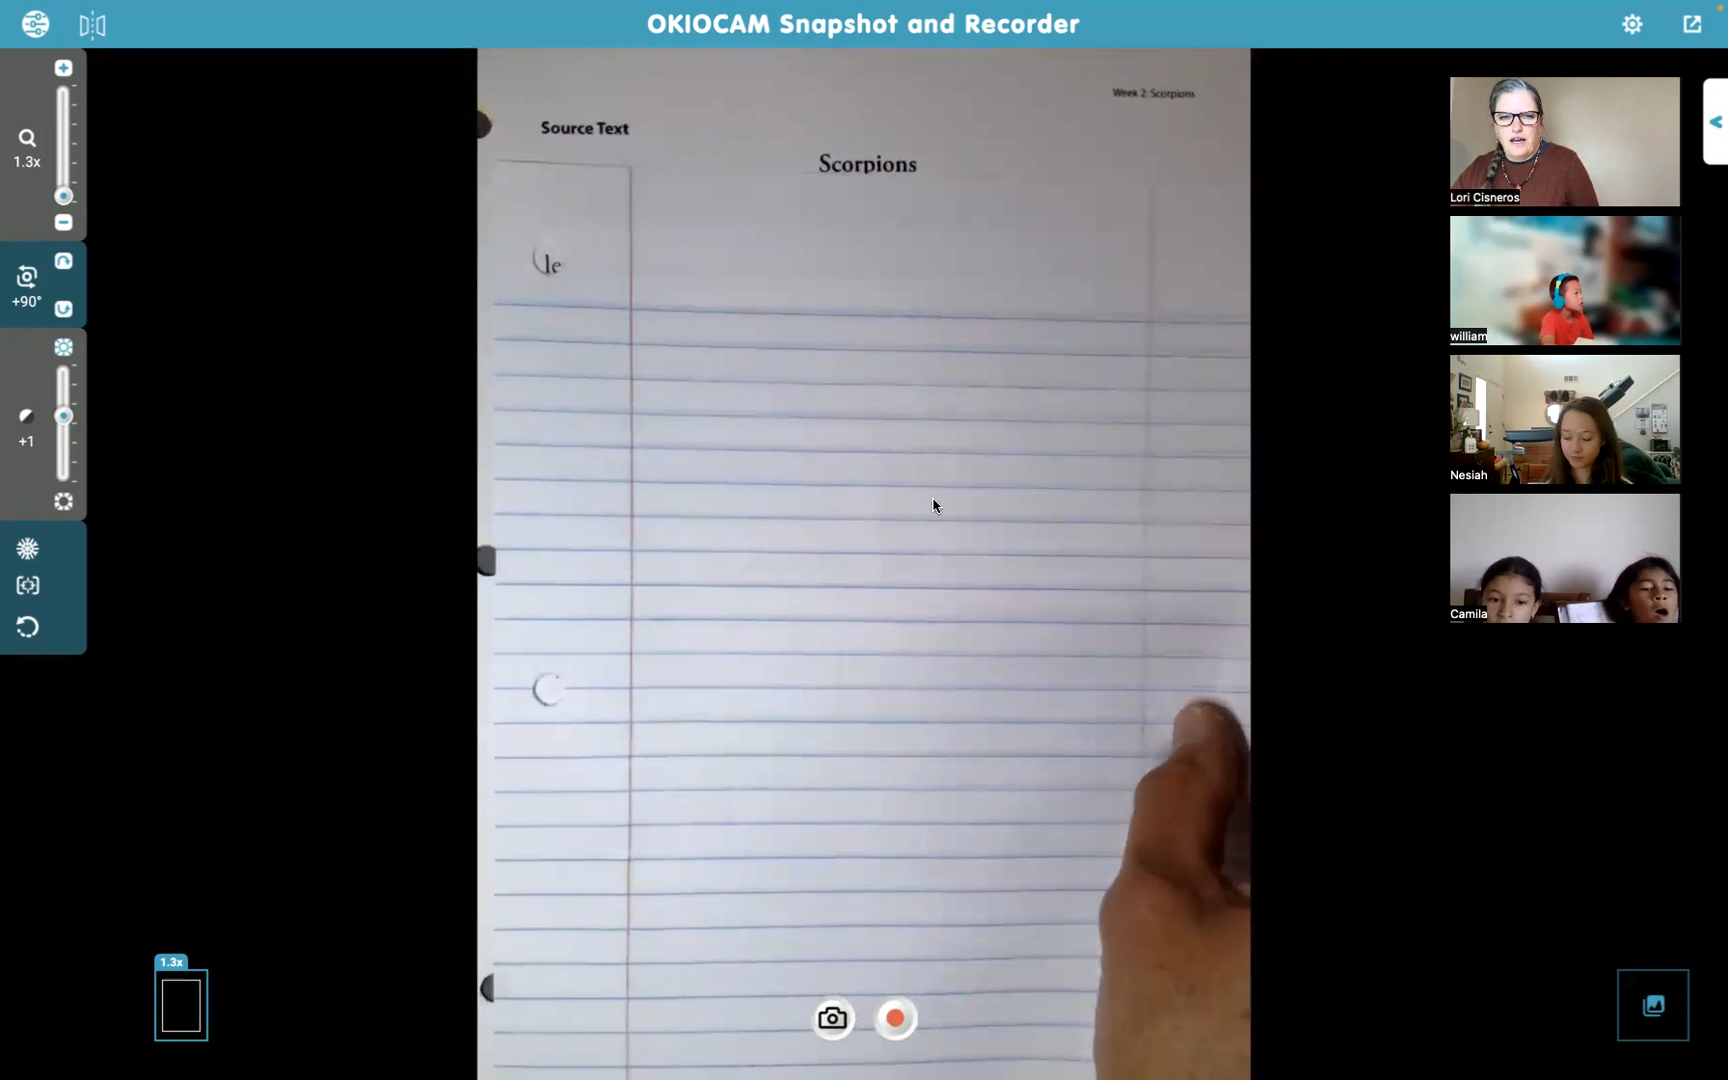 OKIOCAM Snapshot and Recorder
1.3x
+90°
+1
1.3x
Week 2: Scorpions
Source Text
Scorpions
le
Lori Cisneros
william
Nesiah
Camila